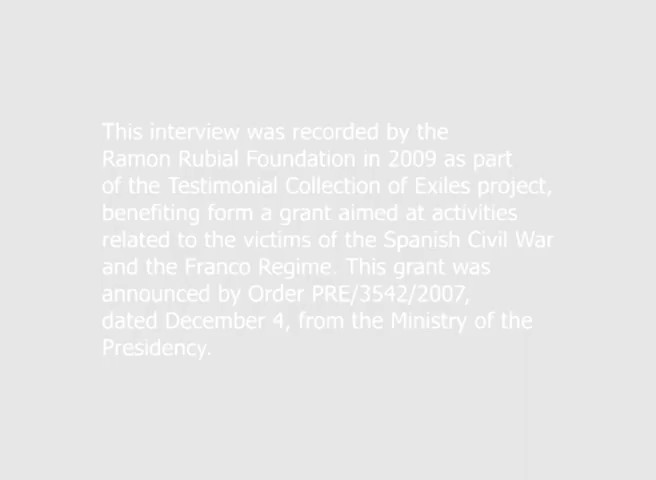 This interview was recorded by the
Ramon Rubial Foundation in 2009 as part
of the Testimonial Collection of Exiles project,
benefiting form a grant aimed at activities
related to the victims of the Spanish Civil War
and the Franco Regime. This grant was
announced by Order PRE/3542/2007,
dated December 4, from the Ministry of the
Presidency.